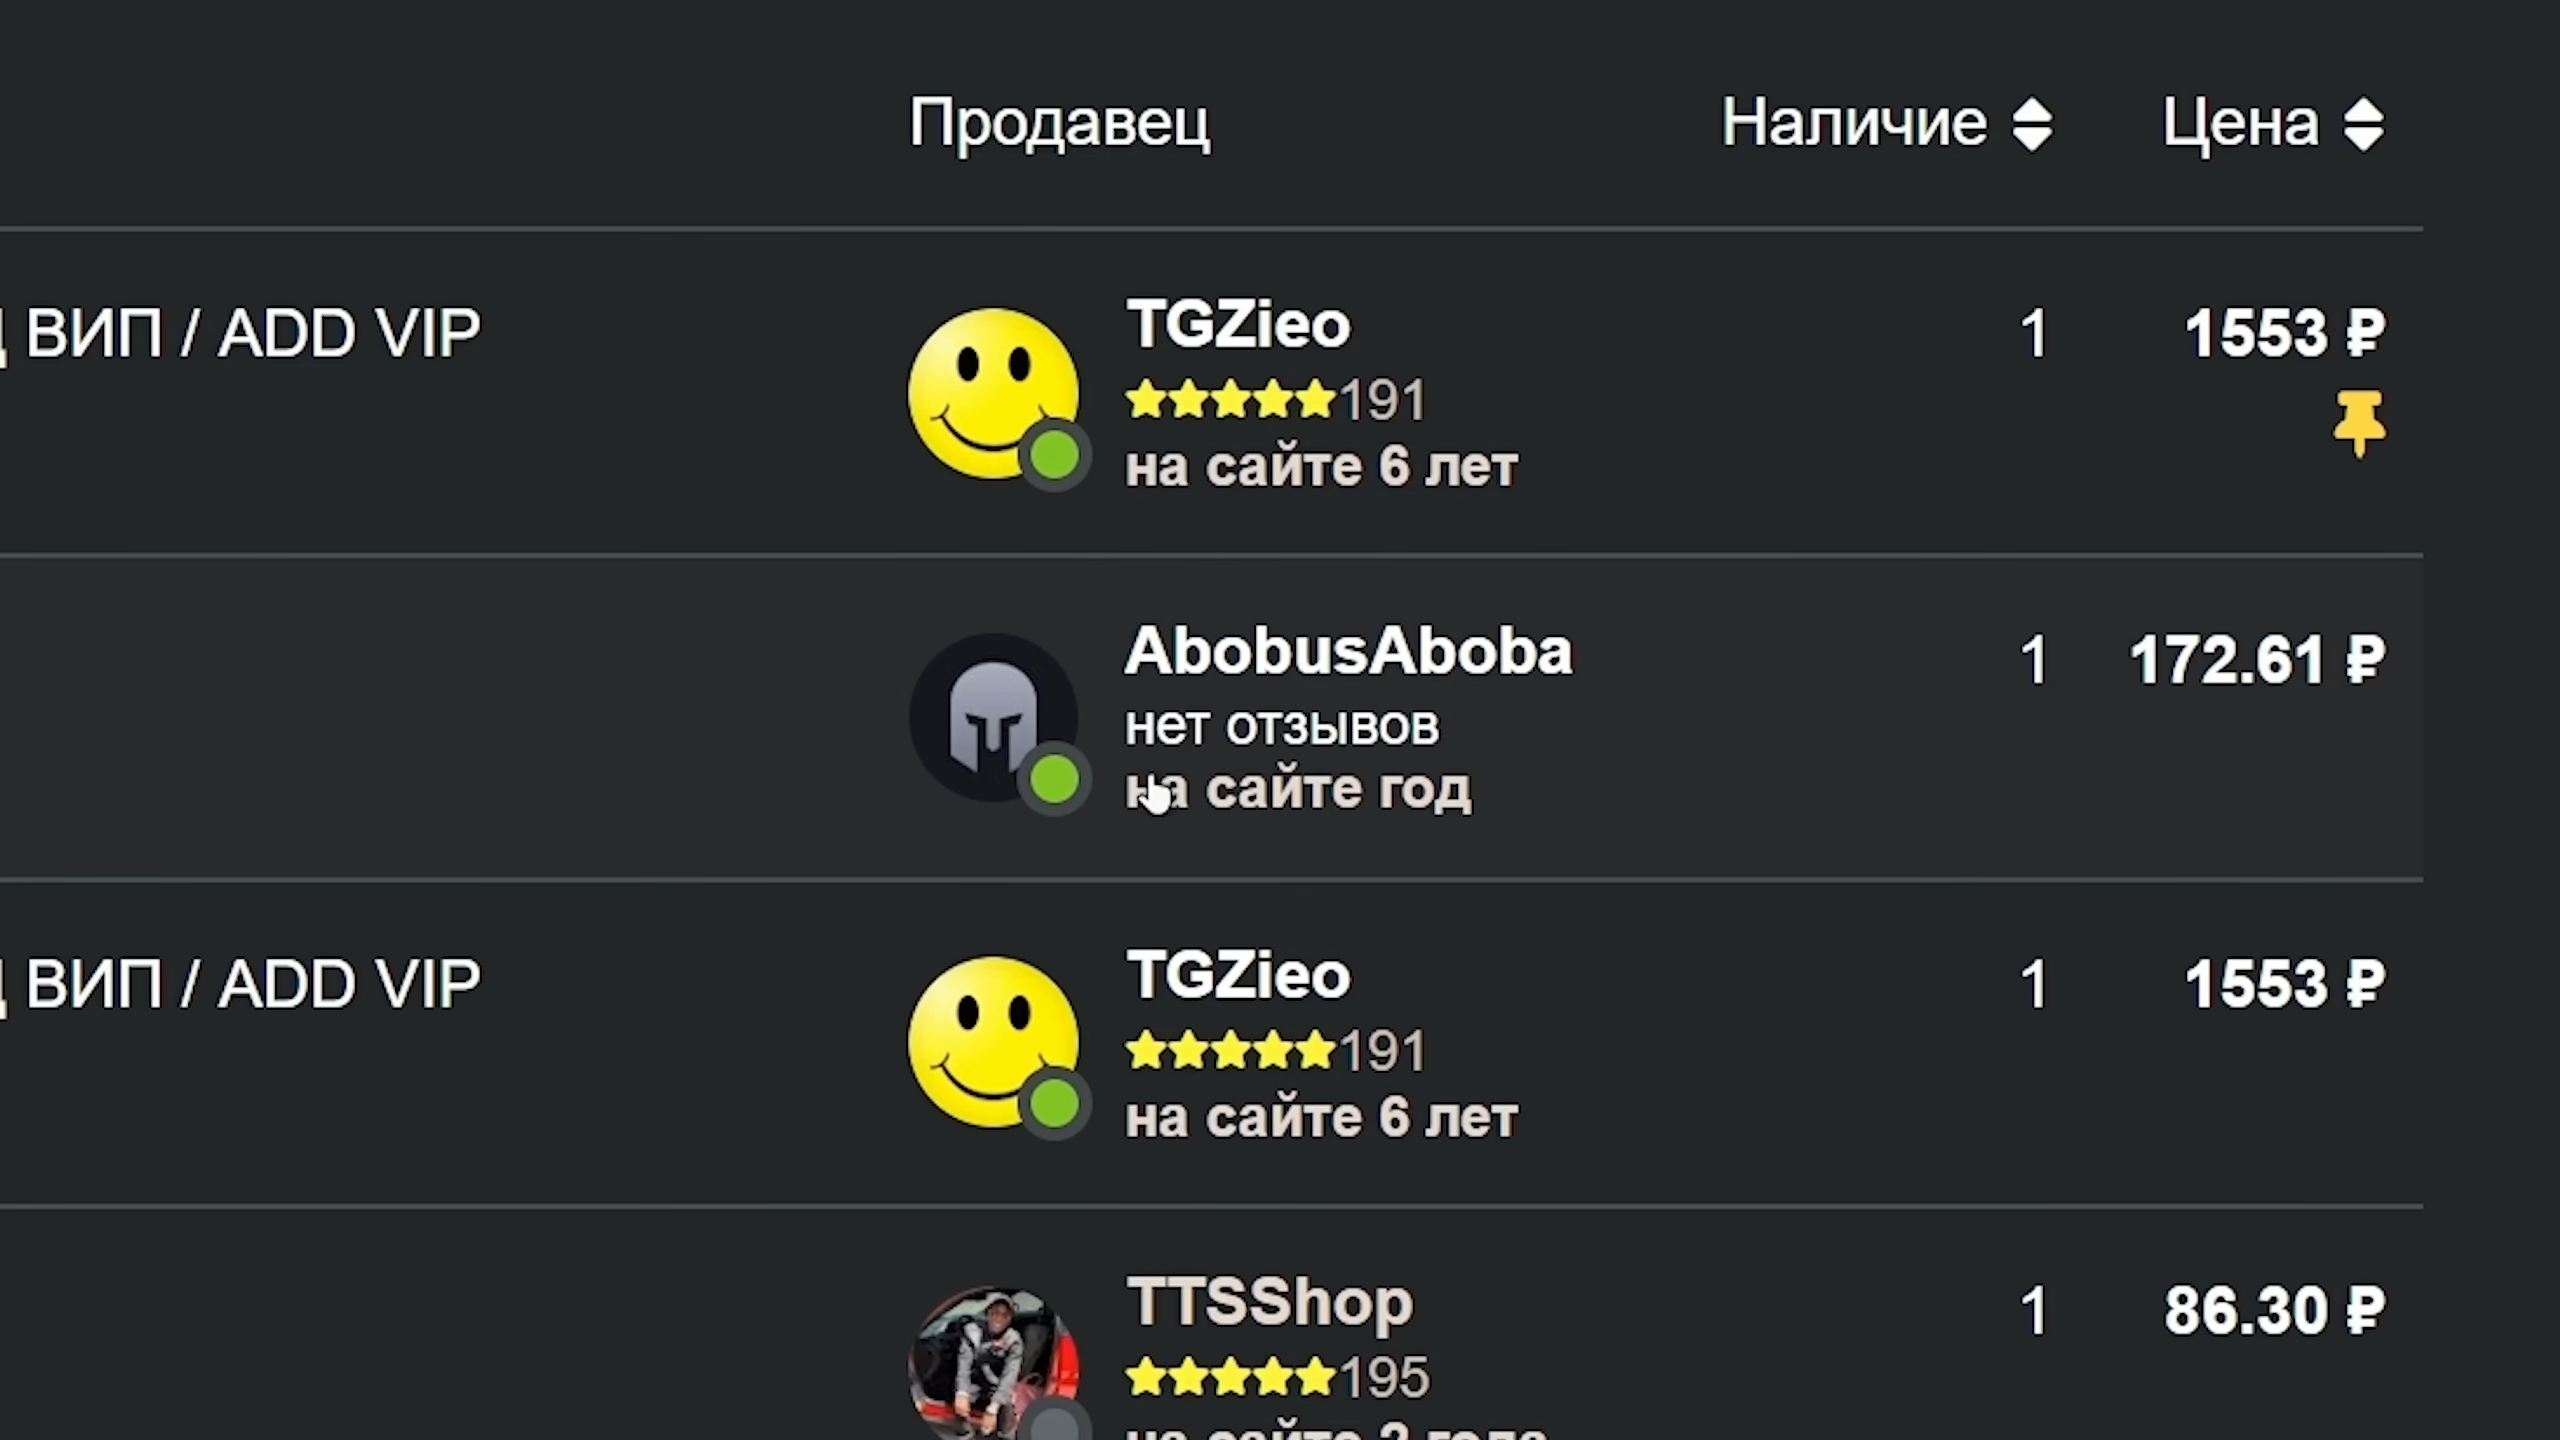 Продавец Наличие Цена
ВИП / ADD VIP TGZieo 1 1553 ₽
191
на сайте 6 лет
AbobusAboba 1 172.61 ₽
нет отзывов
на сайте год
ВИП / ADD VIP TGZieo 1 1553 ₽
191
на сайте 6 лет
TTSShop 1 86.30 ₽
195
на сайте